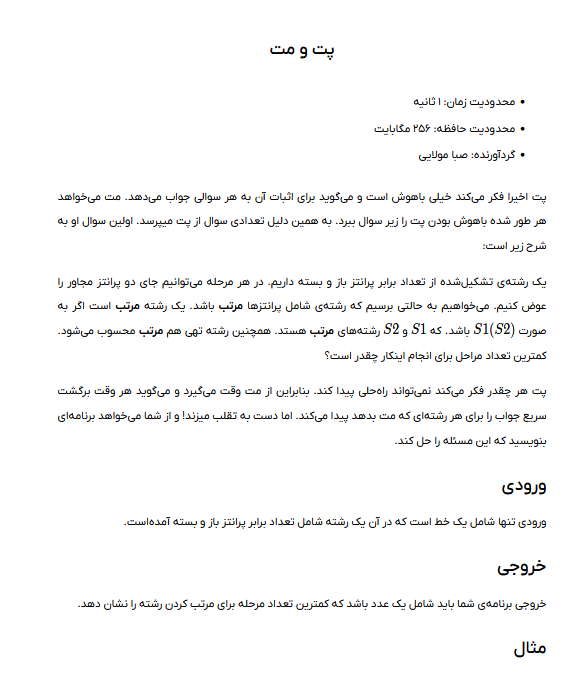 پت و مت
• محدودیت زمان: ۱ ثانیه
• محدودیت حافظه: ۲۵۶ مگابایت
• گردآورنده: صبا مولایی
پت اخیرا فکر می‌کند خیلی باهوش است و می‌گوید برای اثبات آن به هر سوالی جواب می‌دهد. مت می‌خواهد
هر طور شده باهوش بودن پت را زیر سوال ببرد. به همین دلیل تعدادی سوال از پت میپرسد. اولین سوال او به
شرح زیر است:
یک رشته‌ی تشکیل‌شده از تعداد برابر پرانتز باز و بسته داریم. در هر مرحله می‌توانیم جای دو پرانتز مجاور را
عوض کنیم. می‌خواهیم به حالتی برسیم که رشته‌ی شامل پرانتزها مرتب باشد. یک رشته مرتب است اگر به
صورت S1(S2) باشد. که S1 و S2 رشته‌های مرتب هستند. همچنین رشته تهی هم مرتب محسوب می‌شود.
کمترین تعداد مراحل برای انجام اینکار چقدر است؟
پت هر چقدر فکر می‌کند نمی‌تواند راه‌حلی پیدا کند. بنابراین از مت وقت می‌گیرد و می‌گوید هر وقت برگشت
سریع جواب را برای هر رشته‌ای که مت بدهد پیدا می‌کند. اما دست به تقلب میزند! و از شما می‌خواهد برنامه‌ای
بنویسید که این مسئله را حل کند.
ورودی
ورودی تنها شامل یک خط است که در آن یک رشته شامل تعداد برابر پرانتز باز و بسته آمده‌است.
خروجی
خروجی برنامه‌ی شما باید شامل یک عدد باشد که کمترین تعداد مرحله برای مرتب کردن رشته را نشان دهد.
مثال